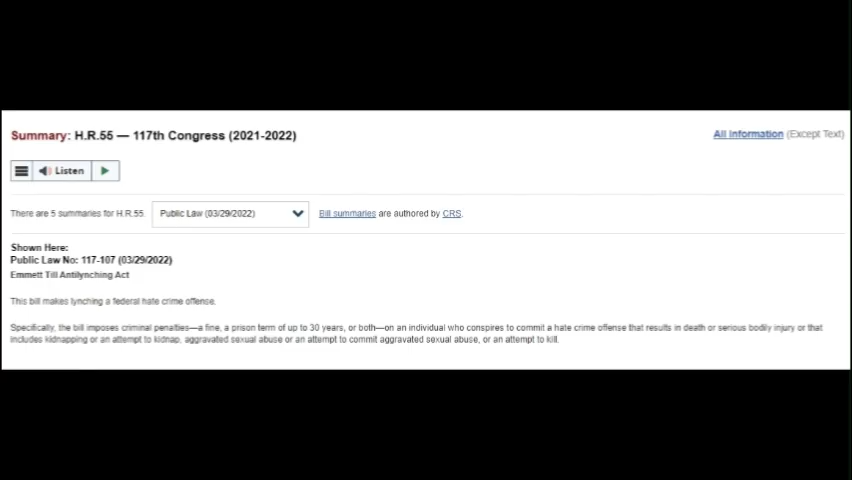 Summary: H.R.55 — 117th Congress (2021-2022)
All Information (Except Text)
Listen
There are 5 summaries for H.R.55. Public Law (03/29/2022) Bill summaries are authored by CRS.
Shown Here:
Public Law No: 117-107 (03/29/2022)
Emmett Till Antilynching Act
This bill makes lynching a federal hate crime offense.
Specifically, the bill imposes criminal penalties—a fine, a prison term of up to 30 years, or both—on an individual who conspires to commit a hate crime offense that results in death or serious bodily injury or that
includes kidnapping or an attempt to kidnap, aggravated sexual abuse or an attempt to commit aggravated sexual abuse, or an attempt to kill.